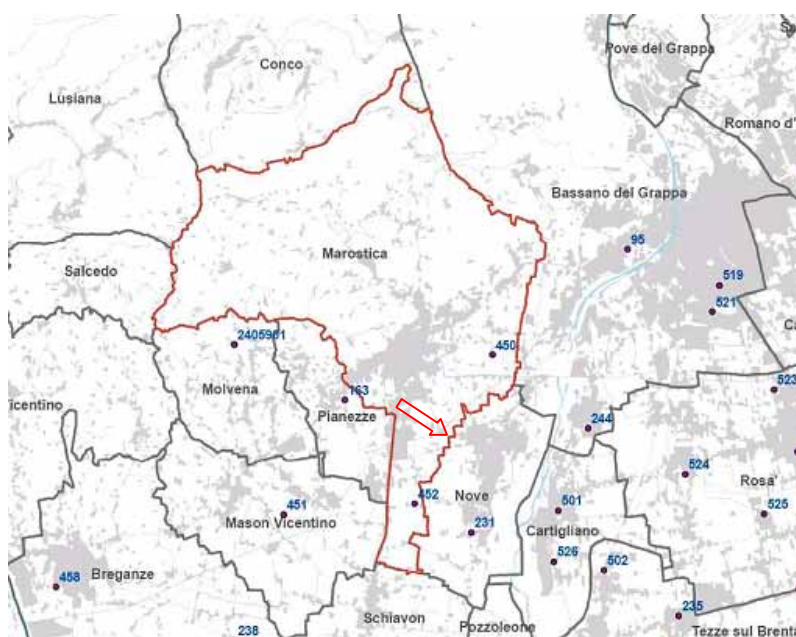 Pove del Grappa
Conco
Lusiana
Romano d'
Bassano del Grappa
95
Marostica
Salcedo
519
521
2405901
450
523
Molvena
163
Vicentino
Pianezze
244
524
Rosa'
452
Nove
501
525
451
Mason Vicentino
231
Cartigliano
526
502
458
Breganze
235
Schiavon
Pozzoleone
238
Tezze sul Brenta